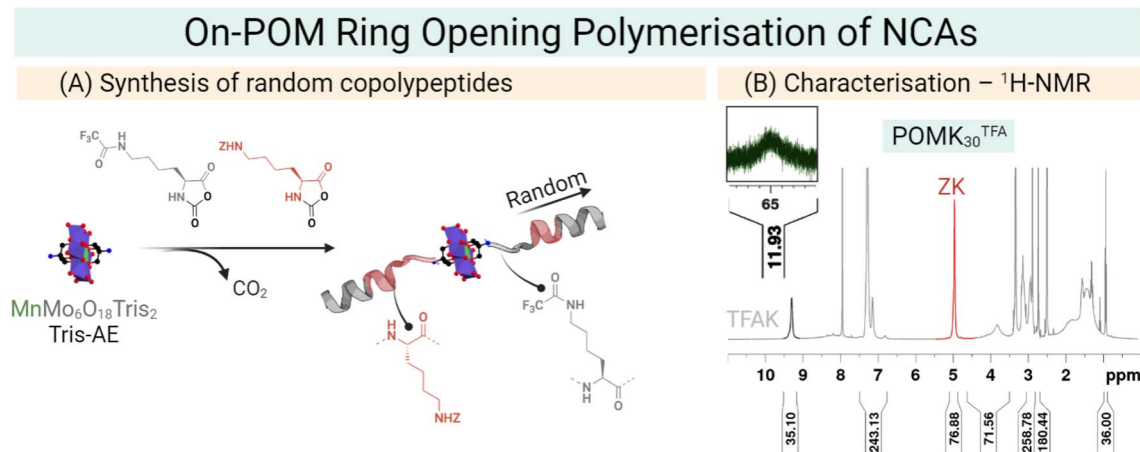 On-POM Ring Opening Polymerisation of NCAs
(A) Synthesis of random copolypeptides
(B) Characterisation – ¹H-NMR
F₃C
H
N
O
O
HN
O
O
ZHN
O
HN
O
O
CO₂
MnMo₆O₁₈Tris₂
Tris-AE
Random
H
N
O
NHZ
O
F₃C
NH
N
H
O
POMK₃₀ᵀᶠᴬ
65
11.93
ZK
TFAK
10 9 8 7 6 5 4 3 2 ppm
35.10
243.13
76.88
71.56
258.78
180.44
36.00